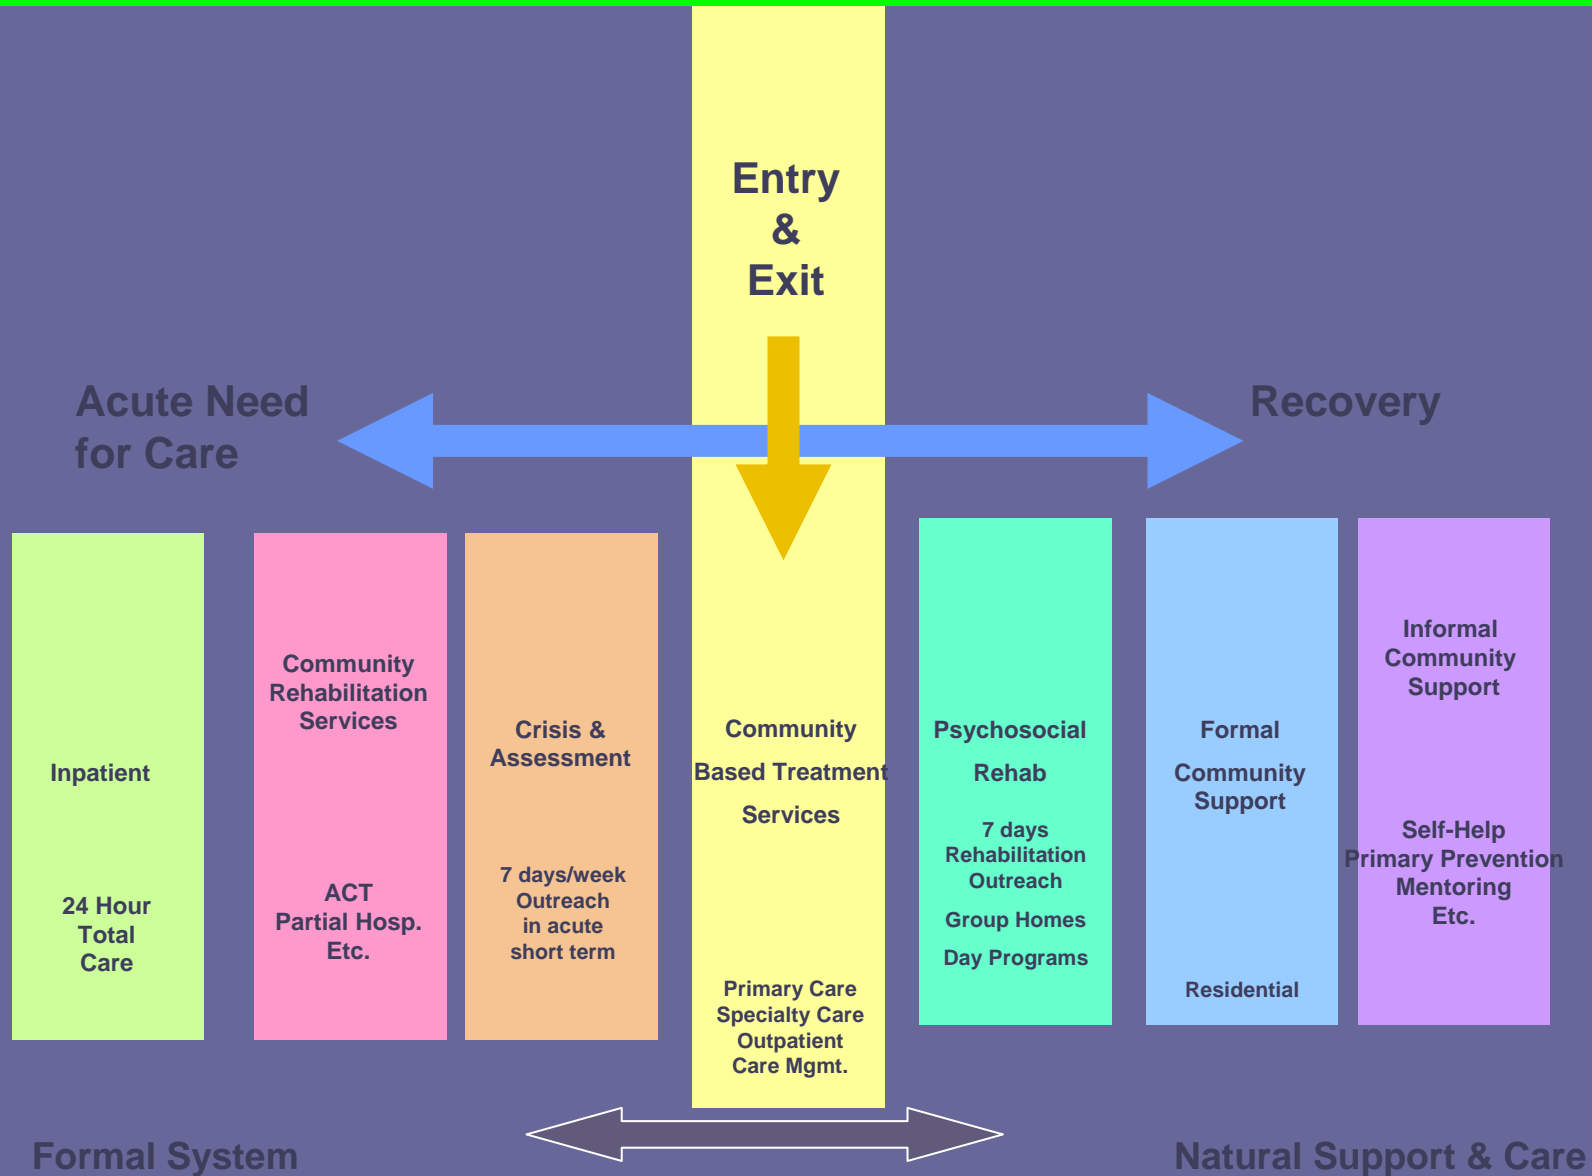 Entry
&
Exit
Acute Need
for Care
Recovery
Inpatient
24 Hour
Total
Care
Community
Rehabilitation
Services
ACT
Partial Hosp.
Etc.
Crisis &
Assessment
7 days/week
Outreach
in acute
short term
Community
Based Treatment
Services
Primary Care
Specialty Care
Outpatient
Care Mgmt.
Psychosocial
Rehab
7 days
Rehabilitation
Outreach
Group Homes
Day Programs
Formal
Community
Support
Residential
Informal
Community
Support
Self-Help
Primary Prevention
Mentoring
Etc.
Formal System
Natural Support & Care